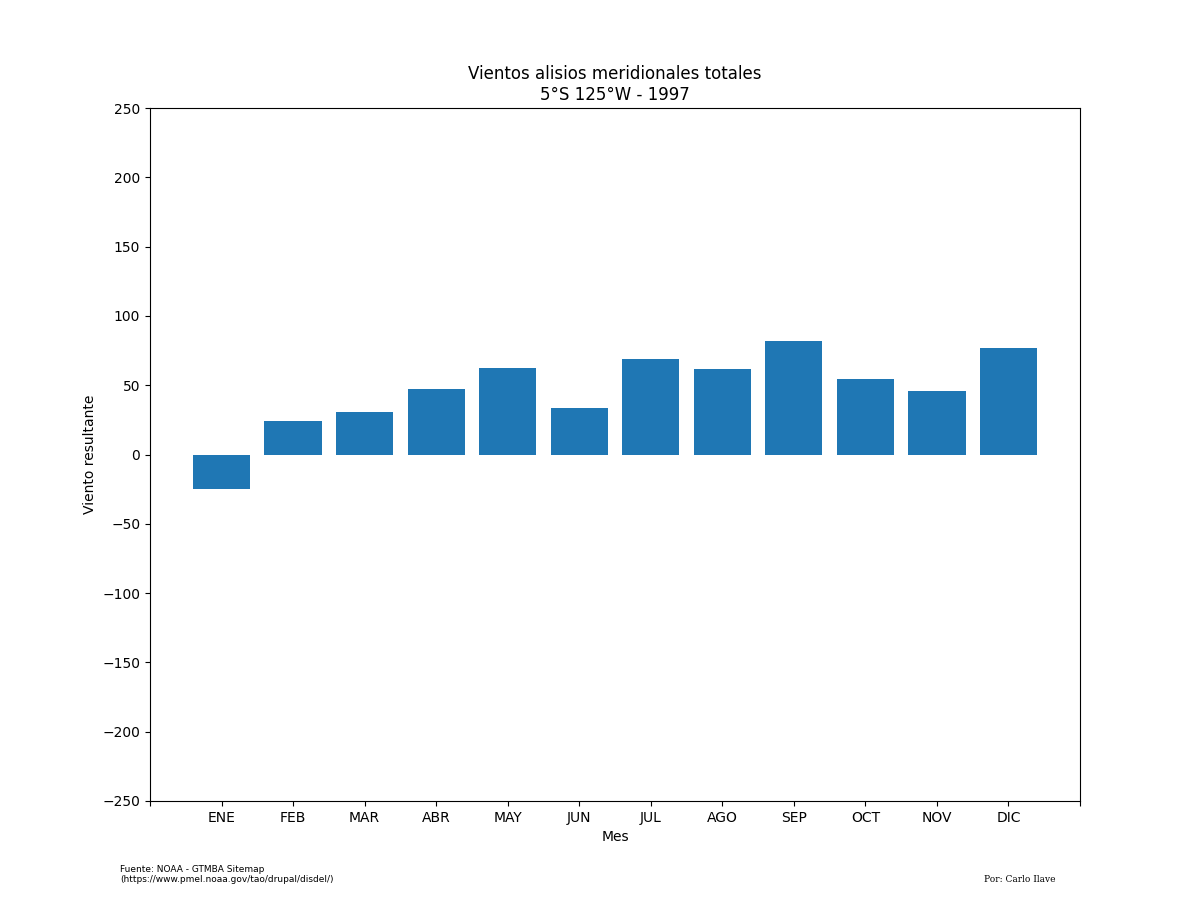 Vientos alisios meridionales totales
5°S 125°W - 1997
250
200
150
100
50
0
−50
−100
−150
−200
−250
Viento resultante
ENE FEB MAR ABR MAY JUN JUL AGO SEP OCT NOV DIC
Mes
Fuente: NOAA - GTMBA Sitemap
(https://www.pmel.noaa.gov/tao/drupal/disdel/)
Por: Carlo Ilave